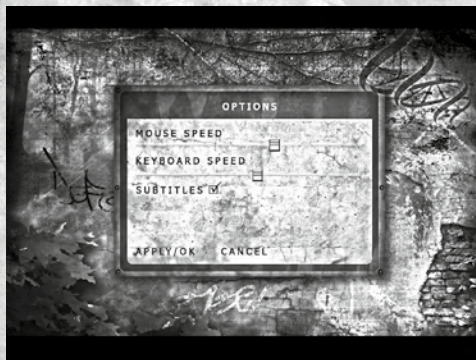 OPTIONS
MOUSE SPEED
KEYBOARD SPEED
SUBTITLES
APPLY/OK CANCEL